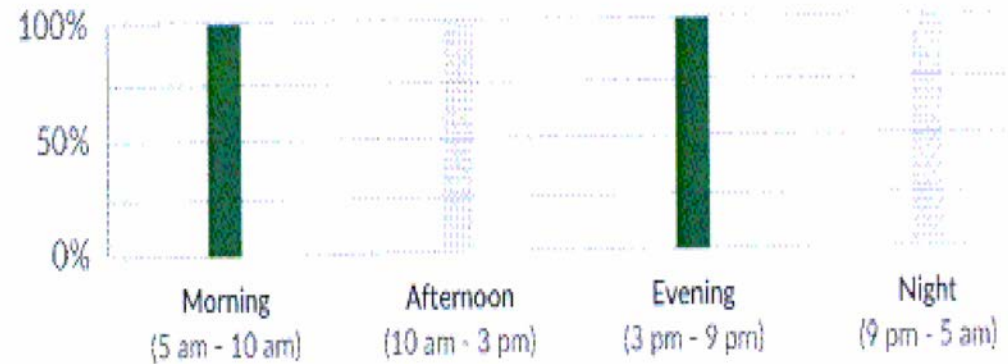 100%
50%
0%
Morning Afternoon Evening Night
(5 am - 10 am) (10 am - 3 pm) (3 pm - 9 pm) (9 pm - 5 am)